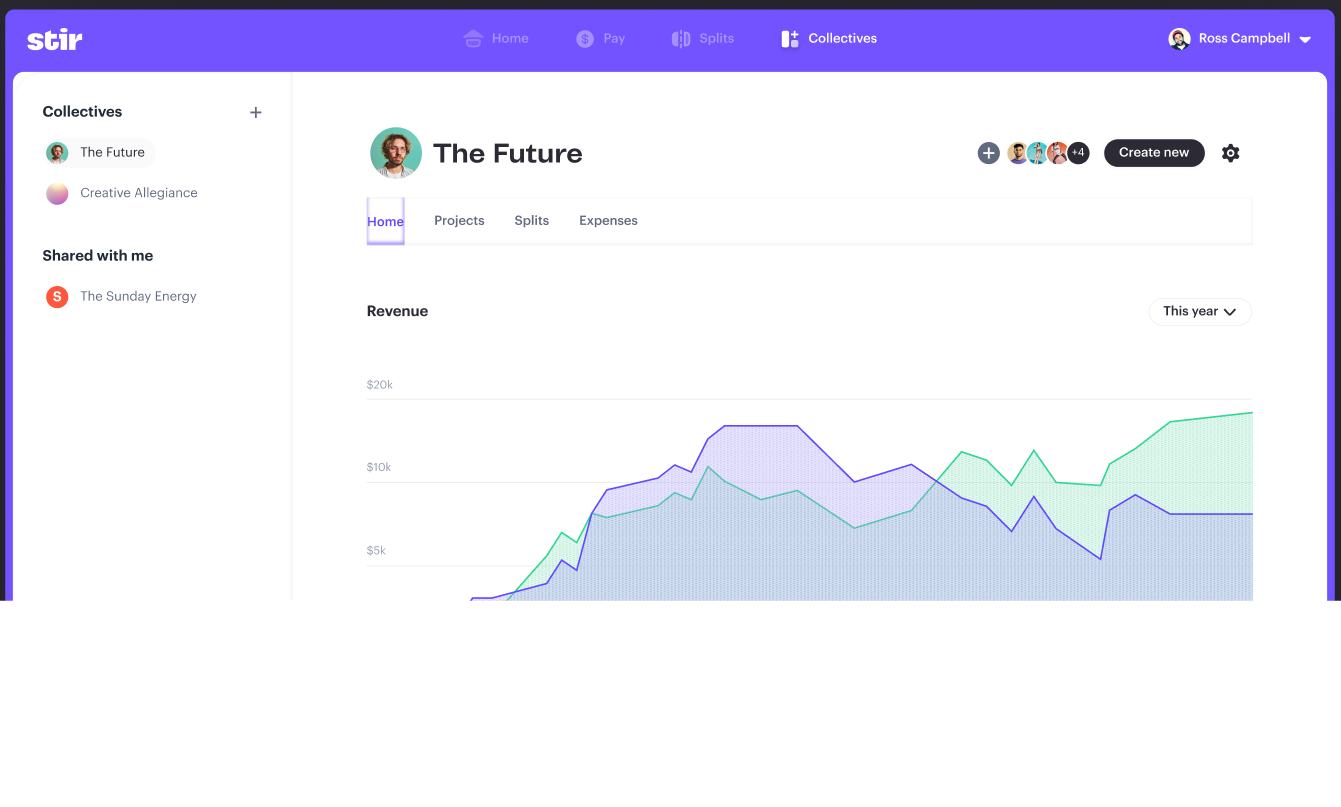 stir
Home
Pay
Splits
Collectives
Ross Campbell
Collectives
The Future
Creative Allegiance
Shared with me
S
The Sunday Energy
The Future
+4
Create new
Home
Projects
Splits
Expenses
Revenue
This year
$20k
$10k
$5k